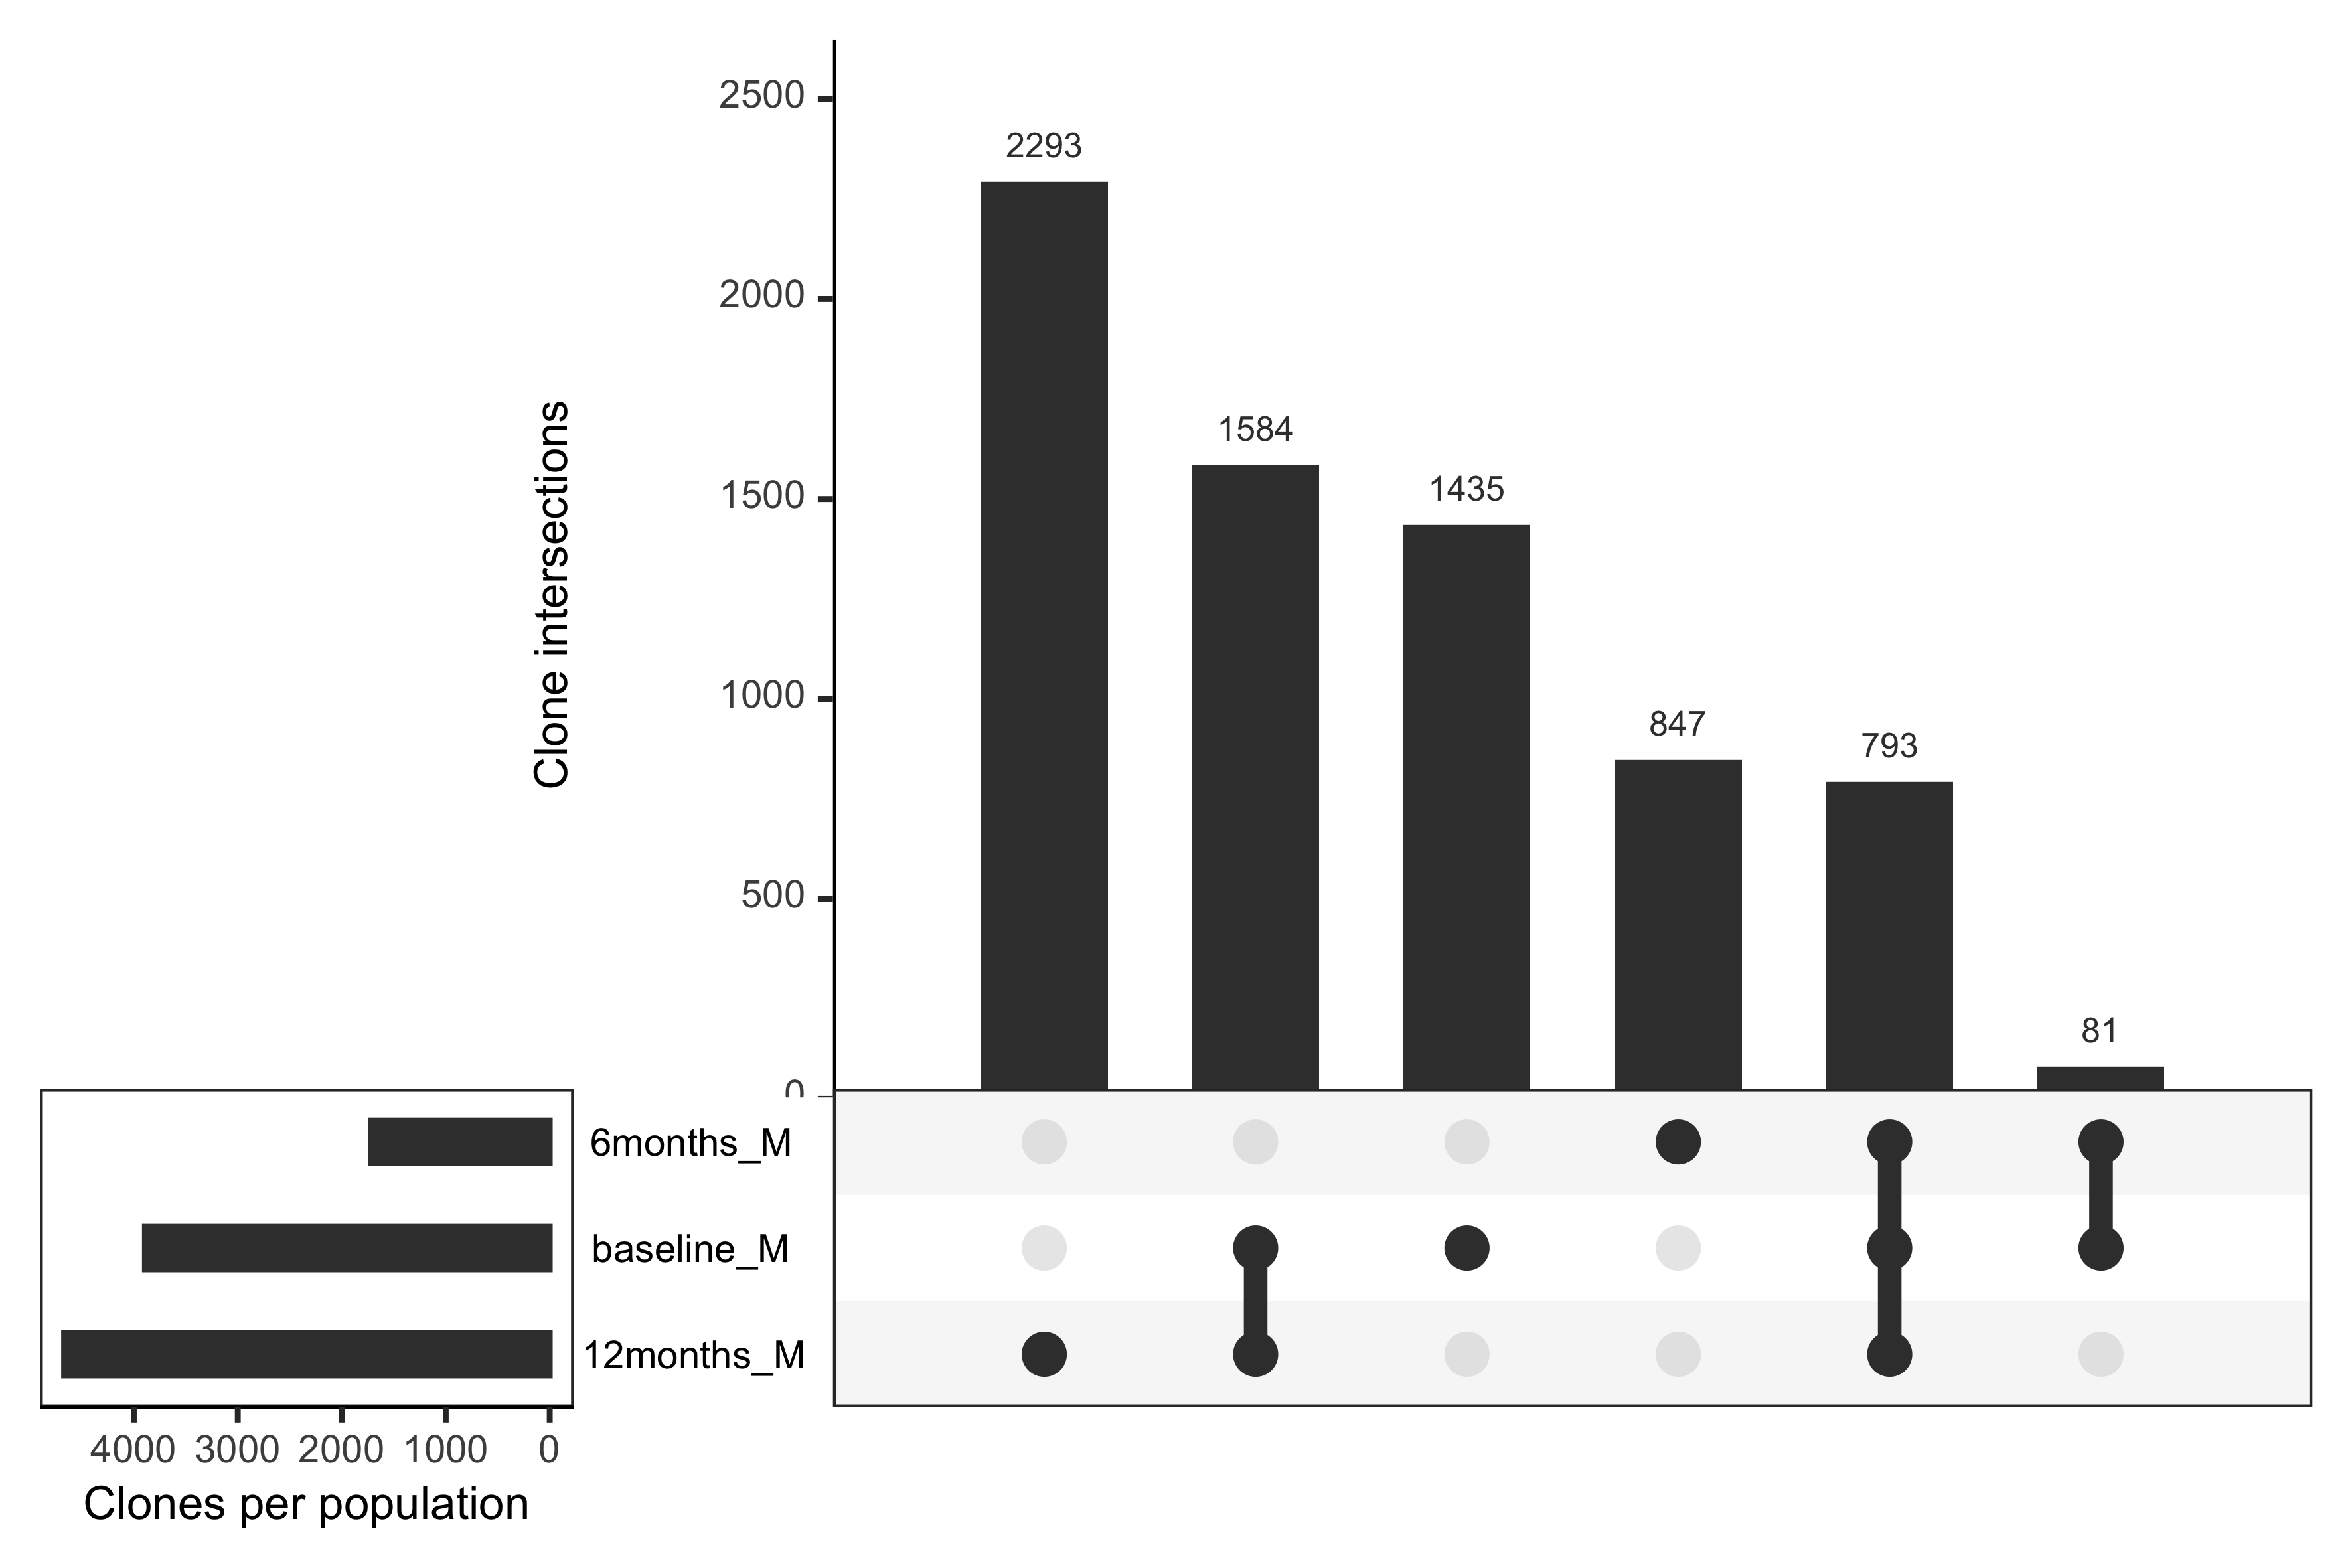 2500
2000
1500
1000
500
0
Clone intersections
2293
1584
1435
847
793
81
6months_M
baseline_M
12months_M
4000 3000 2000 1000 0
Clones per population